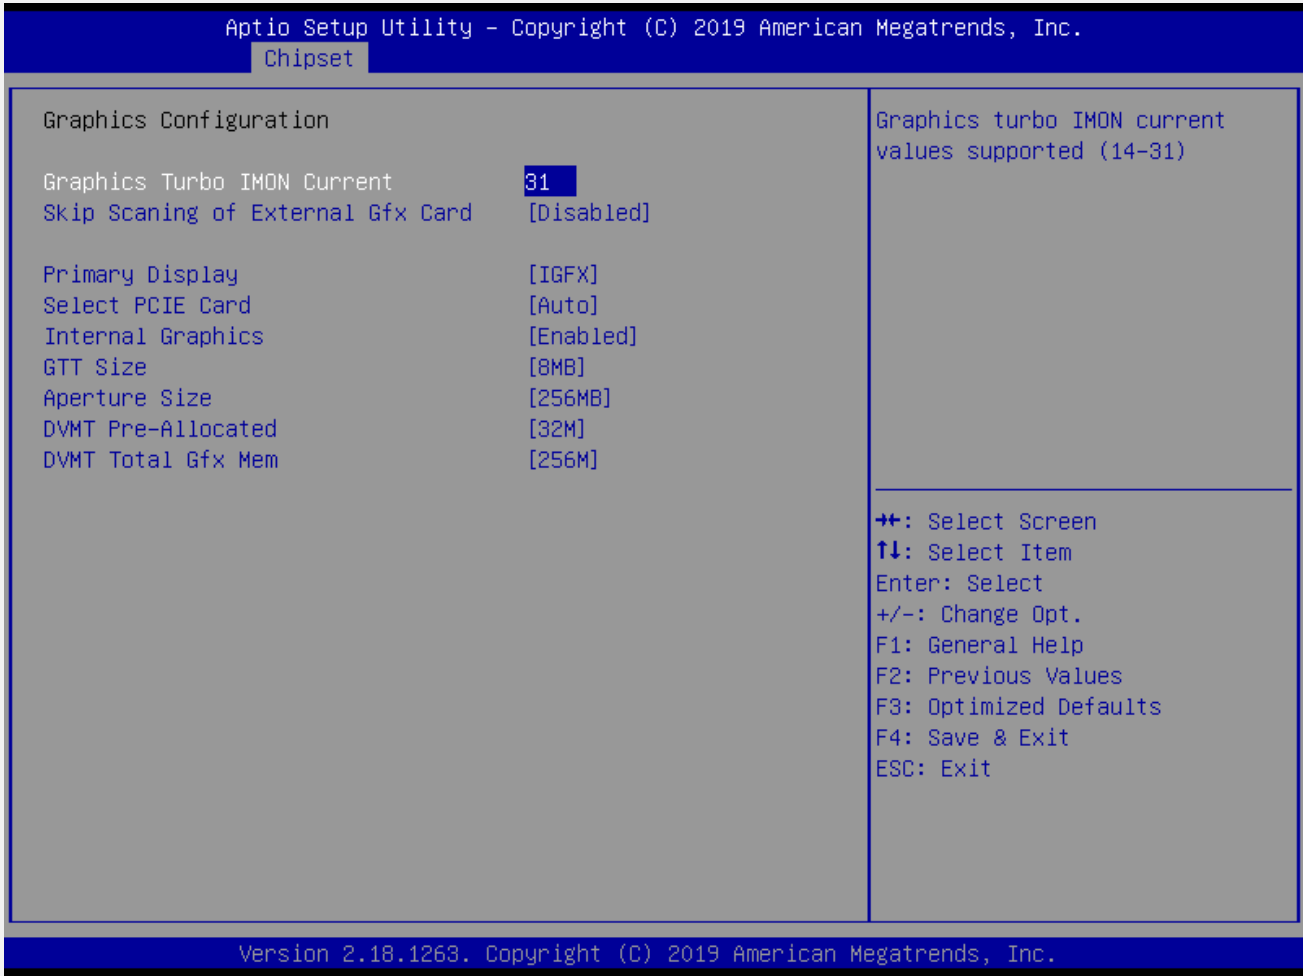 Aptio Setup Utility – Copyright (C) 2019 American Megatrends, Inc.
Chipset
Graphics Configuration
Graphics Turbo IMON Current 31
Skip Scaning of External Gfx Card [Disabled]
Primary Display [IGFX]
Select PCIE Card [Auto]
Internal Graphics [Enabled]
GTT Size [8MB]
Aperture Size [256MB]
DVMT Pre-Allocated [32M]
DVMT Total Gfx Mem [256M]
Graphics turbo IMON current
values supported (14-31)
→←: Select Screen
↑↓: Select Item
Enter: Select
+/-: Change Opt.
F1: General Help
F2: Previous Values
F3: Optimized Defaults
F4: Save & Exit
ESC: Exit
Version 2.18.1263. Copyright (C) 2019 American Megatrends, Inc.